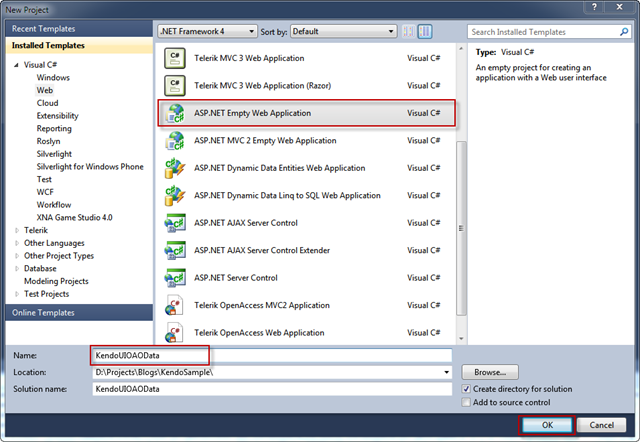 New Project
Recent Templates
Installed Templates
Visual C#
Windows
Web
Cloud
Extensibility
Reporting
Roslyn
Silverlight
Silverlight for Windows Phone
Test
WCF
Workflow
XNA Game Studio 4.0
Telerik
Other Languages
Other Project Types
Database
Modeling Projects
Test Projects
Online Templates
.NET Framework 4 Sort by: Default
Telerik MVC 3 Web Application Visual C#
Telerik MVC 3 Web Application (Razor) Visual C#
ASP.NET Empty Web Application Visual C#
ASP.NET MVC 2 Empty Web Application Visual C#
ASP.NET Dynamic Data Entities Web Application Visual C#
ASP.NET Dynamic Data Linq to SQL Web Application Visual C#
ASP.NET AJAX Server Control Visual C#
ASP.NET AJAX Server Control Extender Visual C#
ASP.NET Server Control Visual C#
Telerik OpenAccess MVC2 Application Visual C#
Telerik OpenAccess Web Application Visual C#
Search Installed Templates
Type: Visual C#
An empty project for creating an
application with a Web user interface
Name: KendoUIOAOData
Location: D:\Projects\Blogs\KendoSample\ Browse...
Solution name: KendoUIOAOData
Create directory for solution
Add to source control
OK Cancel